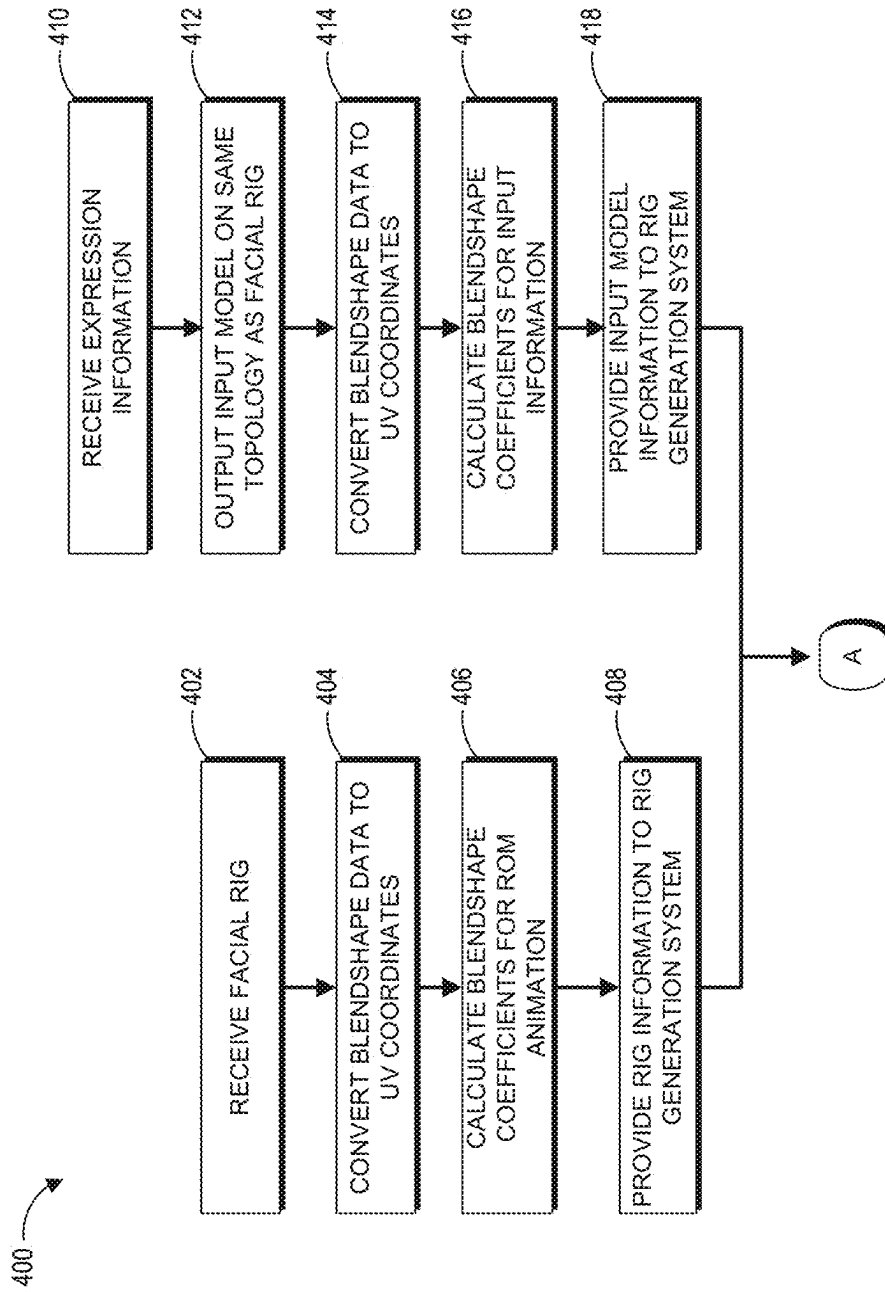 400
402
RECEIVE FACIAL RIG
404
CONVERT BLENDSHAPE DATA TO
UV COORDINATES
406
CALCULATE BLENDSHAPE
COEFFICIENTS FOR ROM
ANIMATION
408
PROVIDE RIG INFORMATION TO RIG
GENERATION SYSTEM
410
RECEIVE EXPRESSION
INFORMATION
412
OUTPUT INPUT MODEL ON SAME
TOPOLOGY AS FACIAL RIG
414
CONVERT BLENDSHAPE DATA TO
UV COORDINATES
416
CALCULATE BLENDSHAPE
COEFFICIENTS FOR INPUT
INFORMATION
418
PROVIDE INPUT MODEL
INFORMATION TO RIG
GENERATION SYSTEM
A